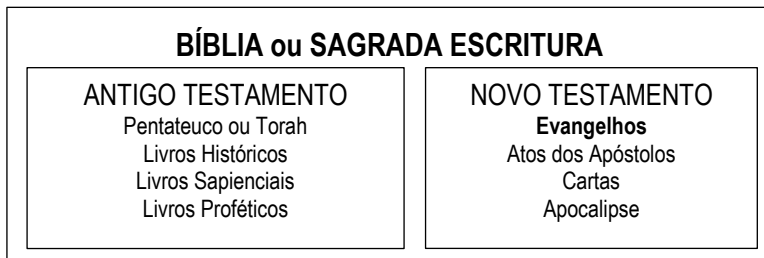 BÍBLIA ou SAGRADA ESCRITURA
ANTIGO TESTAMENTO
Pentateuco ou Torah
Livros Históricos
Livros Sapienciais
Livros Proféticos
NOVO TESTAMENTO
Evangelhos
Atos dos Apóstolos
Cartas
Apocalipse